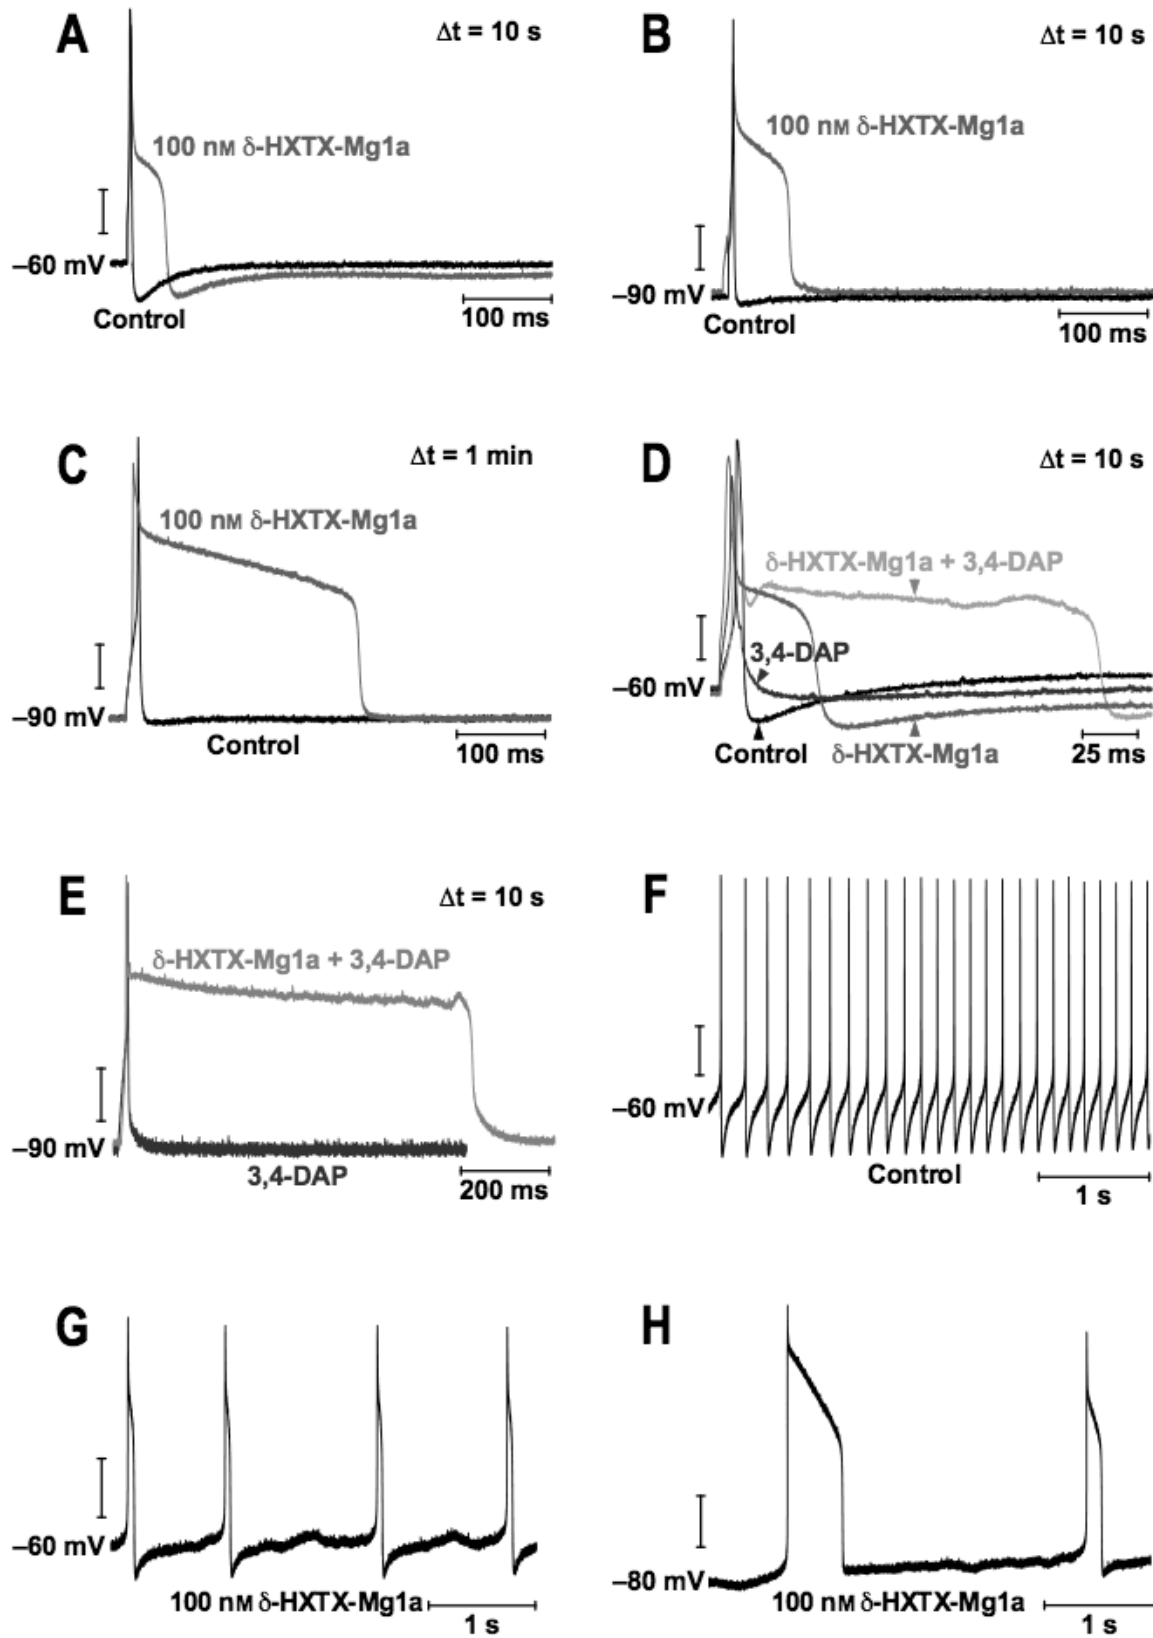 A
Δt = 10 s
100 nM δ-HXTX-Mg1a
–60 mV
Control
100 ms
B
Δt = 10 s
100 nM δ-HXTX-Mg1a
–90 mV
Control
100 ms
C
Δt = 1 min
100 nM δ-HXTX-Mg1a
–90 mV
Control
100 ms
D
Δt = 10 s
δ-HXTX-Mg1a + 3,4-DAP
3,4-DAP
–60 mV
Control
δ-HXTX-Mg1a
25 ms
E
Δt = 10 s
δ-HXTX-Mg1a + 3,4-DAP
–90 mV
3,4-DAP
200 ms
F
–60 mV
Control
1 s
G
–60 mV
100 nM δ-HXTX-Mg1a
1 s
H
–80 mV
100 nM δ-HXTX-Mg1a
1 s